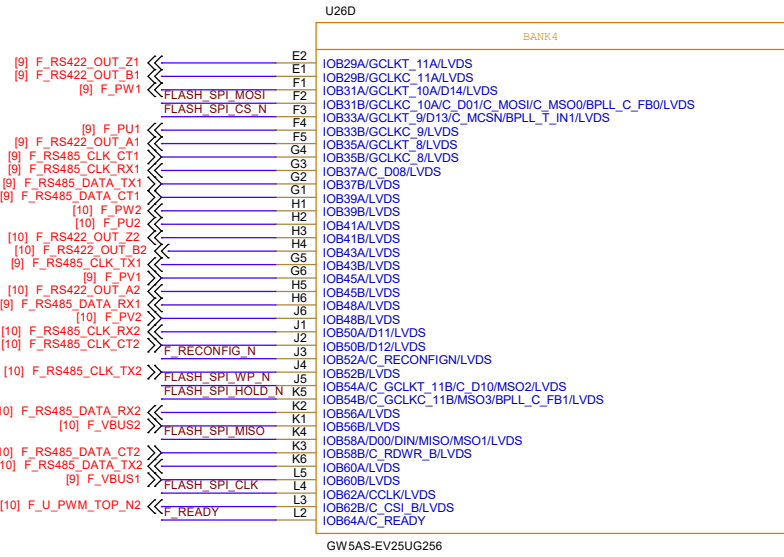 U26D
BANK4
[9] F_RS422_OUT_Z1 E2 IOB29A/GCLKT_11A/LVDS
[9] F_RS422_OUT_B1 E1 IOB29B/GCLKC_11A/LVDS
[9] F_PW1 F1 IOB31A/GCLKT_10A/D14/LVDS
FLASH_SPI_MOSI F2 IOB31B/GCLKC_10A/C_D01/C_MOSI/C_MSO0/BPLL_C_FB0/LVDS
FLASH_SPI_CS_N F3 IOB33A/GCLKT_9/D13/C_MCSN/BPLL_T_IN1/LVDS
[9] F_PU1 F4 IOB33B/GCLKC_9/LVDS
[9] F_RS422_OUT_A1 F5 IOB35A/GCLKT_8/LVDS
[9] F_RS485_CLK_CT1 G4 IOB35B/GCLKC_8/LVDS
[9] F_RS485_CLK_RX1 G3 IOB37A/C_D08/LVDS
[9] F_RS485_DATA_TX1 G2 IOB37B/LVDS
[9] F_RS485_DATA_CT1 G1 IOB39A/LVDS
[10] F_PW2 H1 IOB39B/LVDS
[10] F_PU2 H2 IOB41A/LVDS
[10] F_RS422_OUT_Z2 H3 IOB41B/LVDS
[10] F_RS422_OUT_B2 H4 IOB43A/LVDS
[9] F_RS485_CLK_TX1 G5 IOB43B/LVDS
[9] F_PV1 G6 IOB45A/LVDS
[10] F_RS422_OUT_A2 H5 IOB45B/LVDS
[9] F_RS485_DATA_RX1 H6 IOB48A/LVDS
[10] F_PV2 J6 IOB48B/LVDS
[10] F_RS485_CLK_RX2 J1 IOB50A/D11/LVDS
[10] F_RS485_CLK_CT2 J2 IOB50B/D12/LVDS
F_RECONFIG_N J3 IOB52A/C_RECONFIGN/LVDS
[10] F_RS485_CLK_TX2 J4 IOB52B/LVDS
FLASH_SPI_WP_N J5 IOB54A/C_GCLKT_11B/C_D10/MSO2/LVDS
FLASH_SPI_HOLD_N K5 IOB54B/C_GCLKC_11B/MSO3/BPLL_C_FB1/LVDS
0] F_RS485_DATA_RX2 K2 IOB56A/LVDS
[10] F_VBUS2 K1 IOB56B/LVDS
FLASH_SPI_MISO K4 IOB58A/D00/DIN/MISO/MSO1/LVDS
0] F_RS485_DATA_CT2 K3 IOB58B/C_RDWR_B/LVDS
10] F_RS485_DATA_TX2 K6 IOB60A/LVDS
[9] F_VBUS1 L5 IOB60B/LVDS
FLASH_SPI_CLK L4 IOB62A/CCLK/LVDS
[10] F_U_PWM_TOP_N2 L3 IOB62B/C_CSI_B/LVDS
F_READY L2 IOB64A/C_READY
GW5AS-EV25UG256